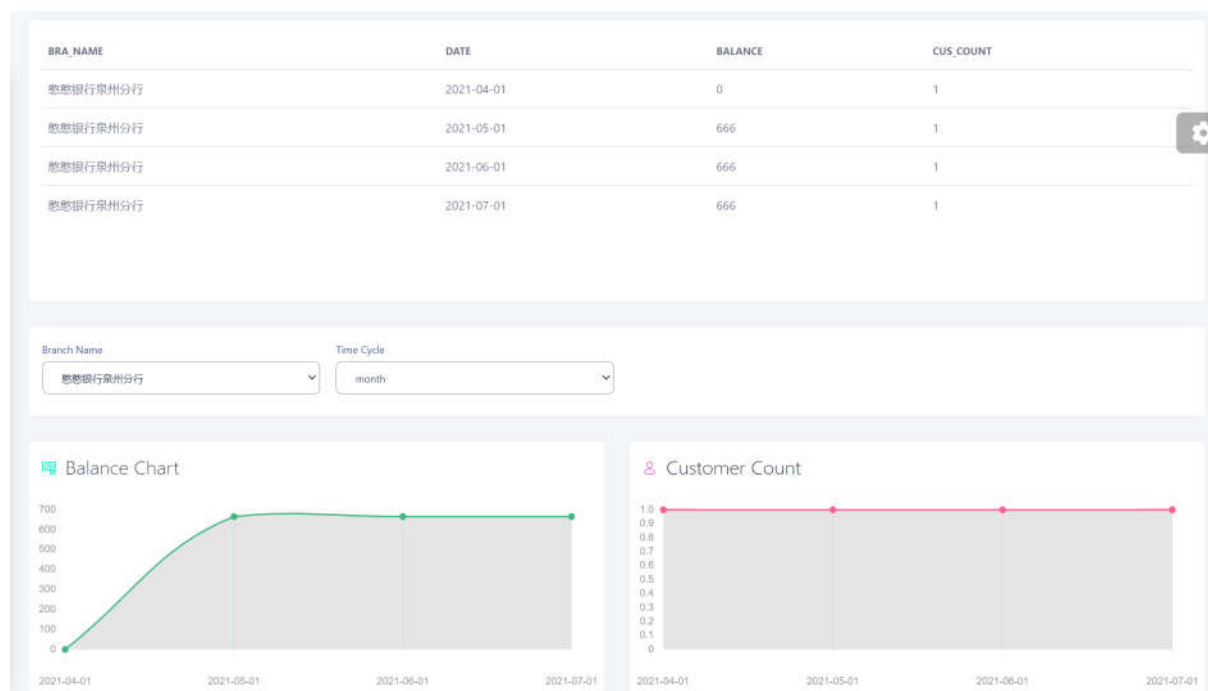 BRA_NAME DATE BALANCE CUS_COUNT
憨憨银行泉州分行 2021-04-01 0 1
憨憨银行泉州分行 2021-05-01 666 1
憨憨银行泉州分行 2021-06-01 666 1
憨憨银行泉州分行 2021-07-01 666 1
Branch Name Time Cycle
憨憨银行泉州分行 month
Balance Chart
700
600
500
400
300
200
100
0
2021-04-01 2021-05-01 2021-06-01 2021-07-01
Customer Count
1.0
0.9
0.8
0.7
0.6
0.5
0.4
0.3
0.2
0.1
0
2021-04-01 2021-05-01 2021-06-01 2021-07-01